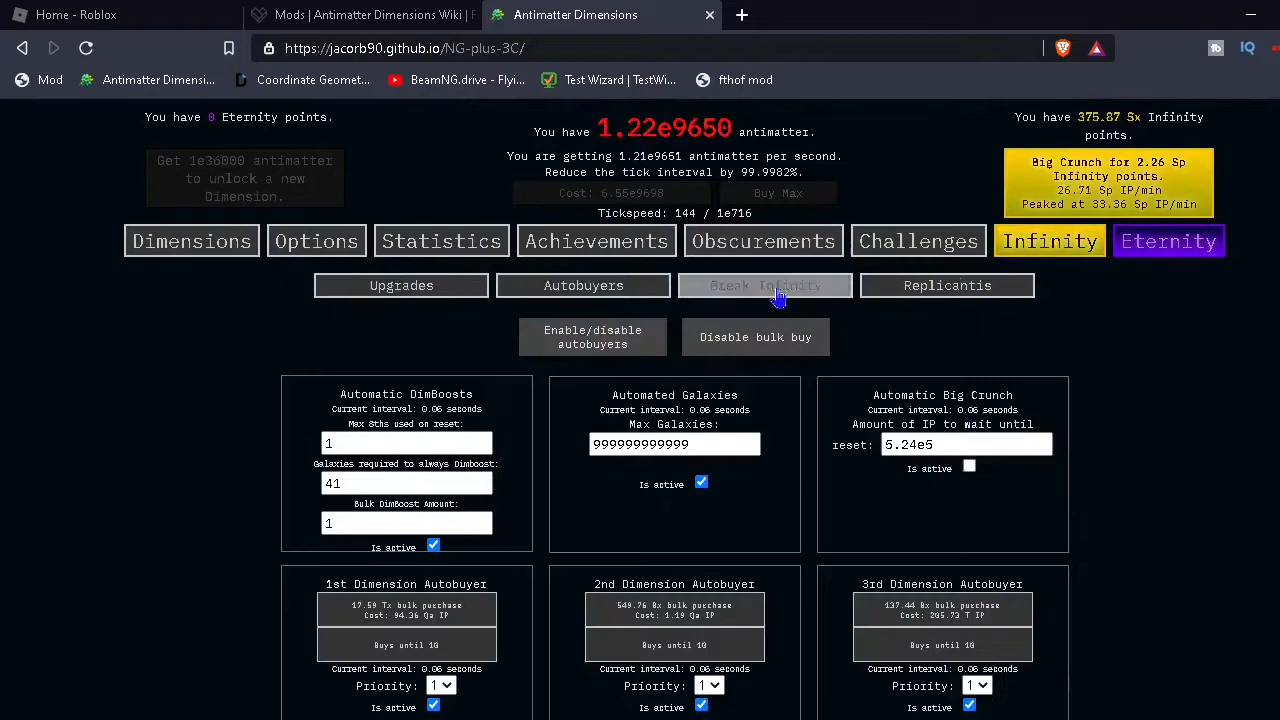 Home - Roblox
Mods | Antimatter Dimensions Wiki | F
Antimatter Dimensions
https://jacorb90.github.io/NG-plus-3C/
Mod
Antimatter Dimensi...
Coordinate Geomet...
BeamNG.drive - Flyi...
Test Wizard | TestWi...
fthof mod
You have 0 Eternity points.
You have 1.22e9650 antimatter.
You have 375.87 Sx Infinity
points.
Get 1e36000 antimatter
to unlock a new
Dimension.
You are getting 1.21e9651 antimatter per second.
Reduce the tick interval by 99.9982%.
Cost: 6.55e9698
Buy Max
Tickspeed: 144 / 1e716
Big Crunch for 2.26 Sp
Infinity points.
26.71 Sp IP/min
Peaked at 33.36 Sp IP/min
Dimensions
Options
Statistics
Achievements
Obscurements
Challenges
Infinity
Eternity
Upgrades
Autobuyers
Break Infinity
Replicantis
Enable/disable
autobuyers
Disable bulk buy
Automatic DimBoosts
Current interval: 0.06 seconds
Max 8ths used on reset:
1
Galaxies required to always Dimboost:
41
Bulk DimBoost Amount:
1
Is active
Automated Galaxies
Current interval: 0.06 seconds
Max Galaxies:
999999999999
Is active
Automatic Big Crunch
Current interval: 0.06 seconds
Amount of IP to wait until
reset: 5.24e5
Is active
1st Dimension Autobuyer
17.59 Tx bulk purchase
Cost: 94.36 Qa IP
Buys until 10
Current interval: 0.06 seconds
Priority: 1
Is active
2nd Dimension Autobuyer
549.76 Bx bulk purchase
Cost: 1.19 Qa IP
Buys until 10
Current interval: 0.06 seconds
Priority: 1
Is active
3rd Dimension Autobuyer
137.44 Bx bulk purchase
Cost: 205.73 T IP
Buys until 10
Current interval: 0.06 seconds
Priority: 1
Is active